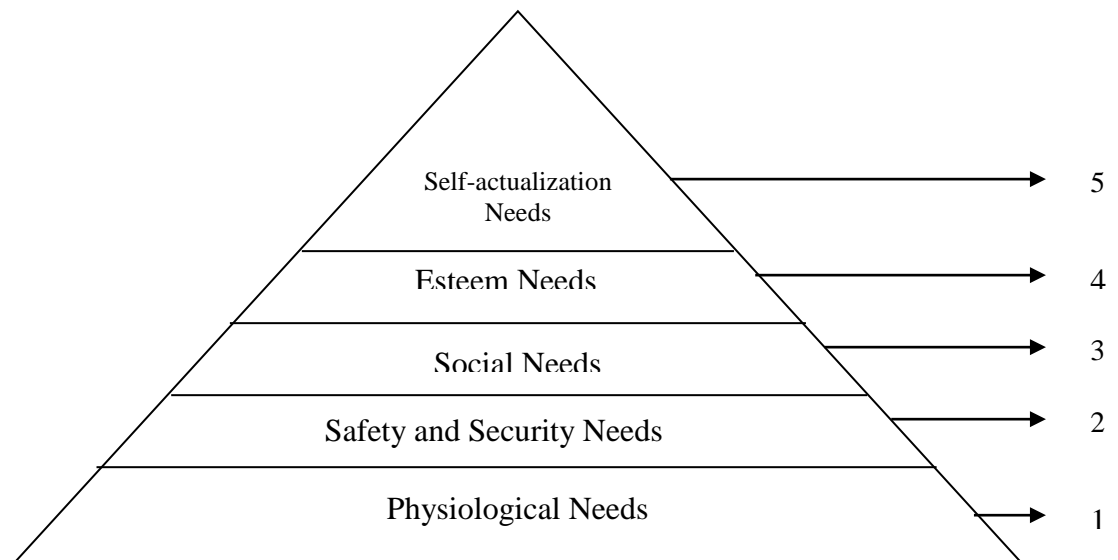 Self-actualization
Needs
5
Esteem Needs
4
Social Needs
3
Safety and Security Needs
2
Physiological Needs
1